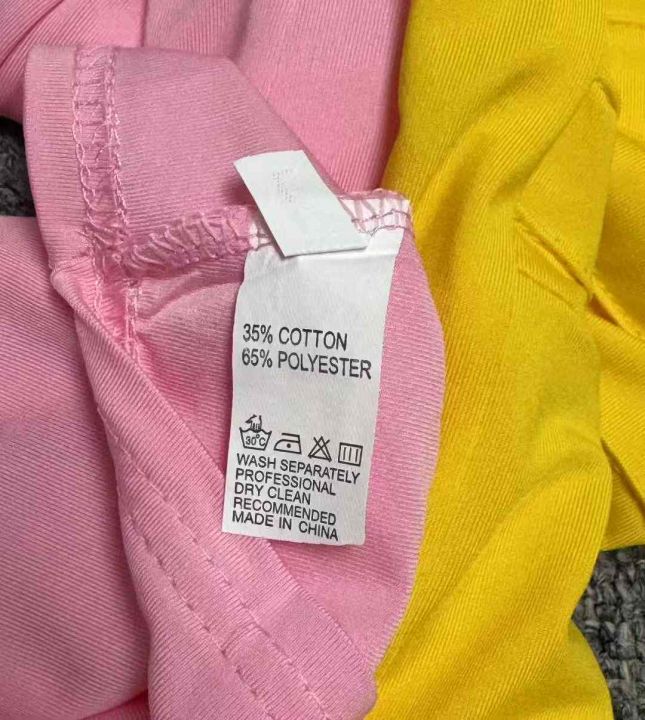 35% COTTON
65% POLYESTER
30°C
WASH SEPARATELY
PROFESSIONAL
DRY CLEAN
RECOMMENDED
MADE IN CHINA